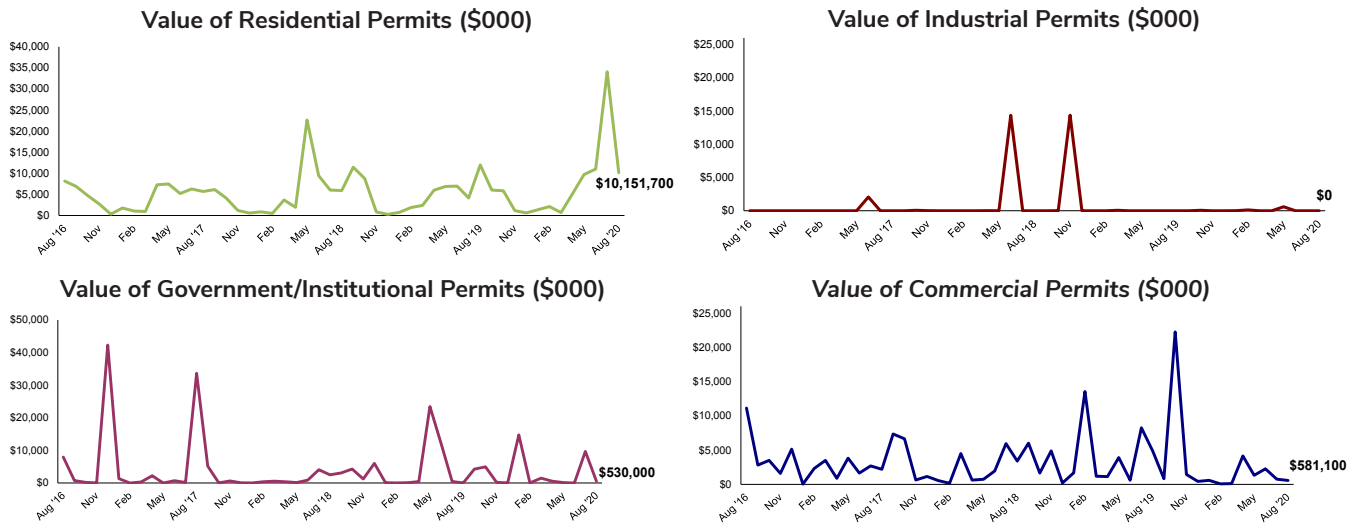 Value of Residential Permits ($000)
$40,000
$35,000
$30,000
$25,000
$20,000
$15,000
$10,000
$5,000
$0
$10,151,700
Aug '16
Nov
Feb
May
Aug '17
Nov
Feb
May
Aug '18
Nov
Feb
May
Aug '19
Nov
Feb
May
Aug '20
Value of Industrial Permits ($000)
$25,000
$20,000
$15,000
$10,000
$5,000
$0
$0
Aug '16
Nov
Feb
May
Aug '17
Nov
Feb
May
Aug '18
Nov
Feb
May
Aug '19
Nov
Feb
May
Aug '20
Value of Government/Institutional Permits ($000)
$50,000
$40,000
$30,000
$20,000
$10,000
$0
$530,000
Aug '16
Nov
Feb
May
Aug '17
Nov
Feb
May
Aug '18
Nov
Feb
May
Aug '19
Nov
Feb
May
Aug '20
Value of Commercial Permits ($000)
$25,000
$20,000
$15,000
$10,000
$5,000
$0
$581,100
Aug '16
Nov
Feb
May
Aug '17
Nov
Feb
May
Aug '18
Nov
Feb
May
Aug '19
Nov
Feb
May
Aug '20